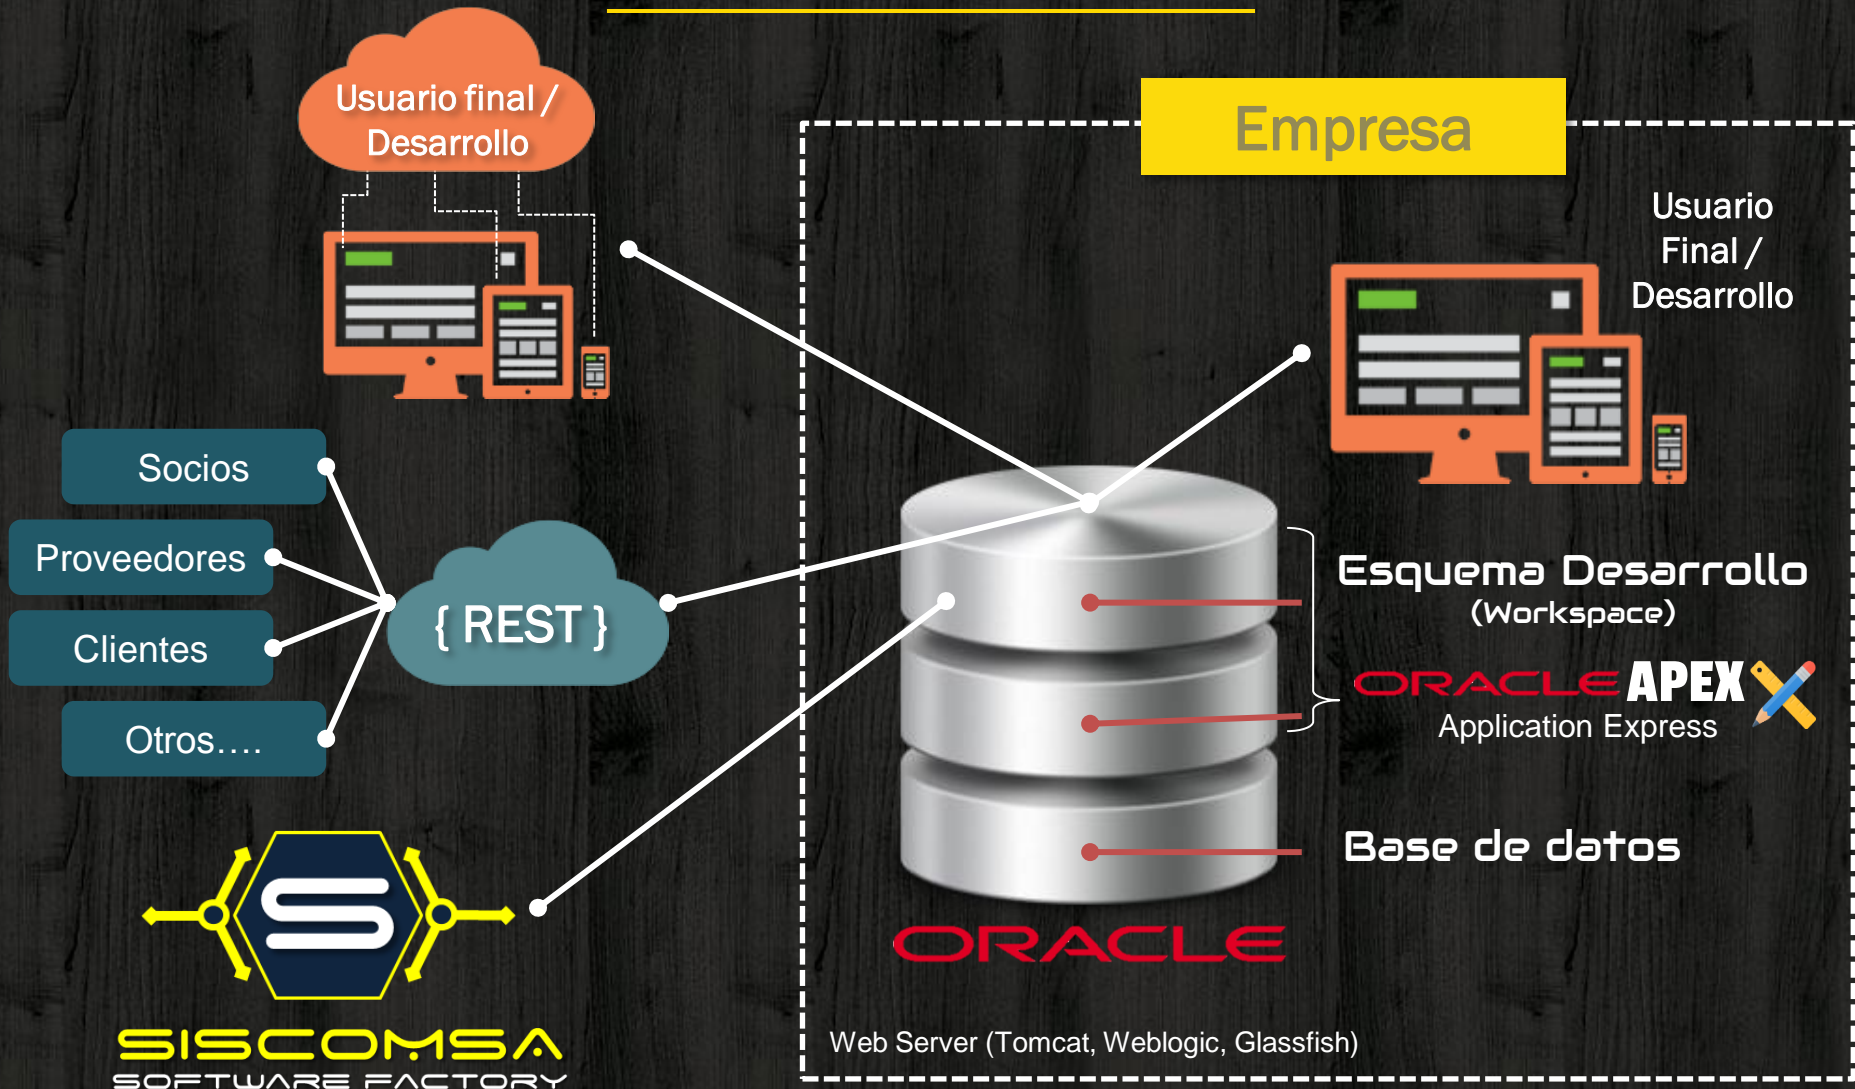 Usuario final /
Desarrollo
Empresa
Usuario
Final /
Desarrollo
Socios
Proveedores
Clientes
Otros....
{ REST }
Esquema Desarrollo
(Workspace)
ORACLE APEX
Application Express
Base de datos
ORACLE
SISCOMSA
SOFTWARE FACTORY
Web Server (Tomcat, Weblogic, Glassfish)